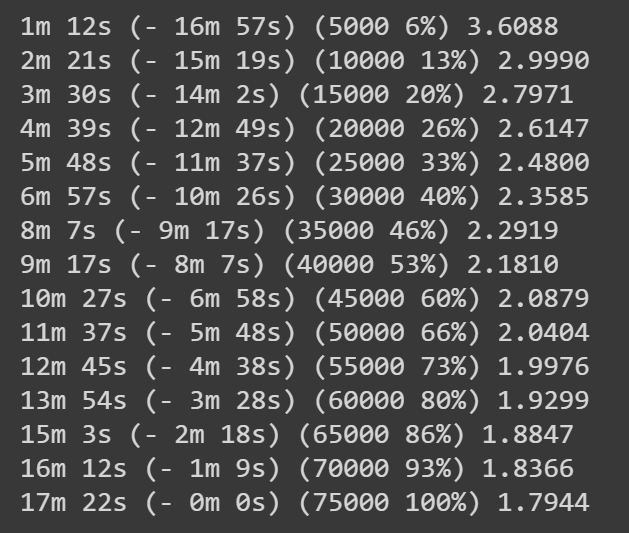 1m 12s (- 16m 57s) (5000 6%) 3.6088
2m 21s (- 15m 19s) (10000 13%) 2.9990
3m 30s (- 14m 2s) (15000 20%) 2.7971
4m 39s (- 12m 49s) (20000 26%) 2.6147
5m 48s (- 11m 37s) (25000 33%) 2.4800
6m 57s (- 10m 26s) (30000 40%) 2.3585
8m 7s (- 9m 17s) (35000 46%) 2.2919
9m 17s (- 8m 7s) (40000 53%) 2.1810
10m 27s (- 6m 58s) (45000 60%) 2.0879
11m 37s (- 5m 48s) (50000 66%) 2.0404
12m 45s (- 4m 38s) (55000 73%) 1.9976
13m 54s (- 3m 28s) (60000 80%) 1.9299
15m 3s (- 2m 18s) (65000 86%) 1.8847
16m 12s (- 1m 9s) (70000 93%) 1.8366
17m 22s (- 0m 0s) (75000 100%) 1.7944